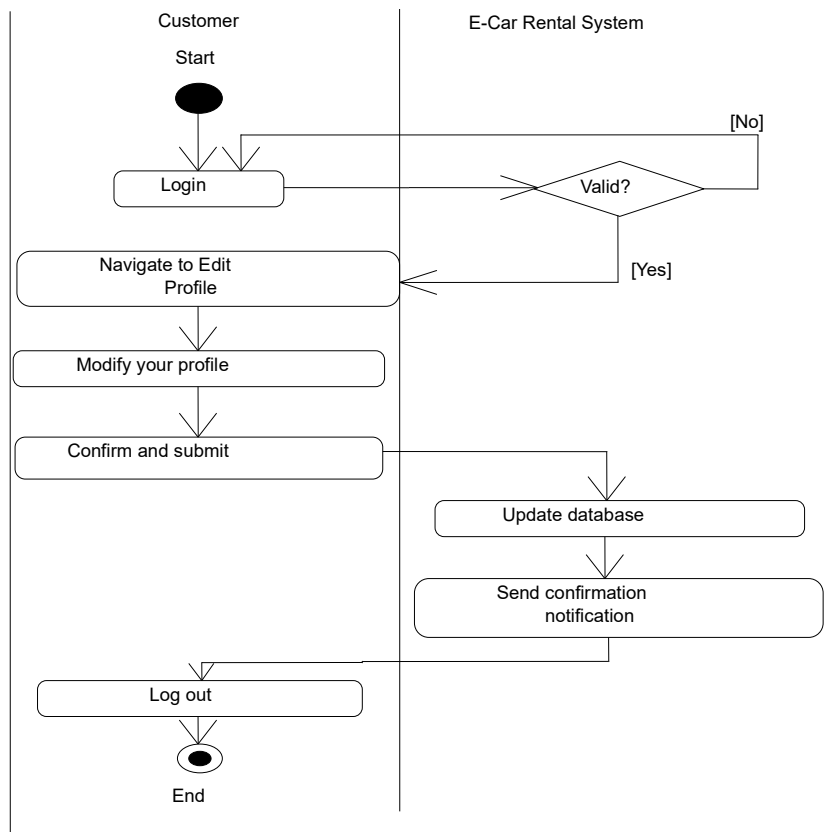 Customer
E-Car Rental System
Start
[No]
Login
Valid?
Navigate to Edit
Profile
[Yes]
Modify your profile
Confirm and submit
Update database
Send confirmation
notification
Log out
End